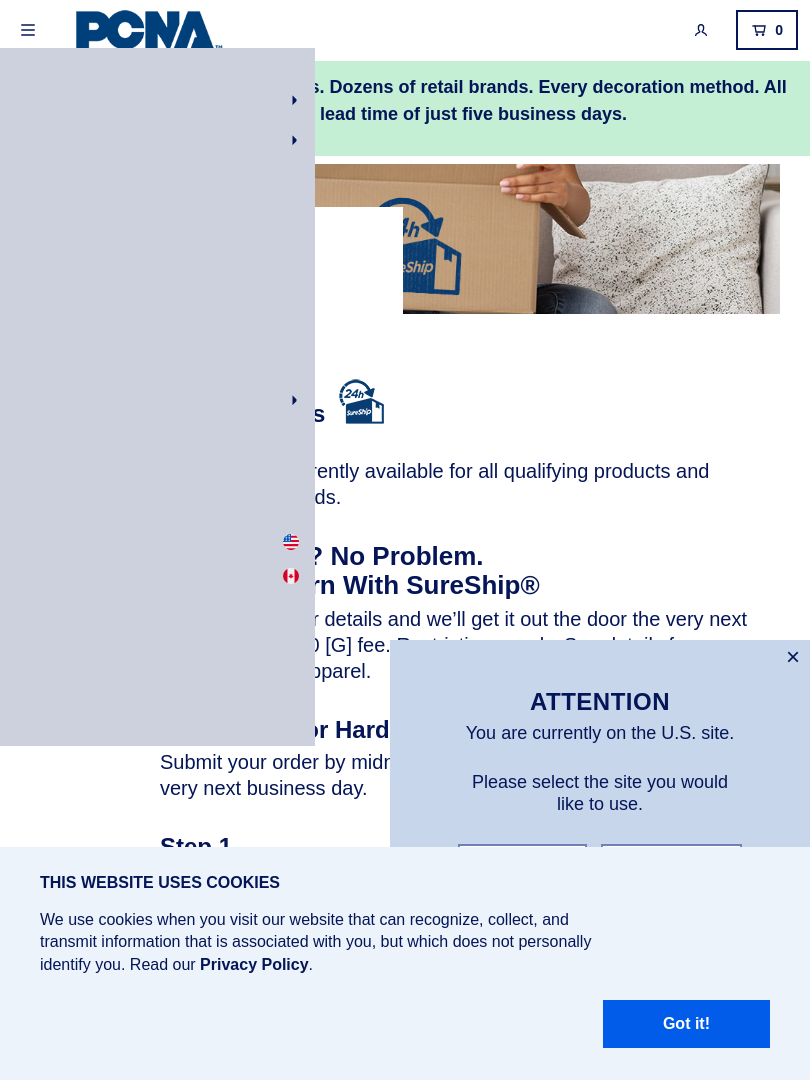 PCNA™
0
s. Dozens of retail brands. Every decoration method. All
lead time of just five business days.
24h
SureShip
rently available for all qualifying products and
ds.
? No Problem.
rn With SureShip®
r details and we’ll get it out the door the very next
0 [G] fee.
pparel.
or Hard
Submit your order by midn
very next business day.
Step 1
×
ATTENTION
You are currently on the U.S. site.
Please select the site you would
like to use.
THIS WEBSITE USES COOKIES
We use cookies when you visit our website that can recognize, collect, and
transmit information that is associated with you, but which does not personally
identify you. Read our Privacy Policy.
Got it!